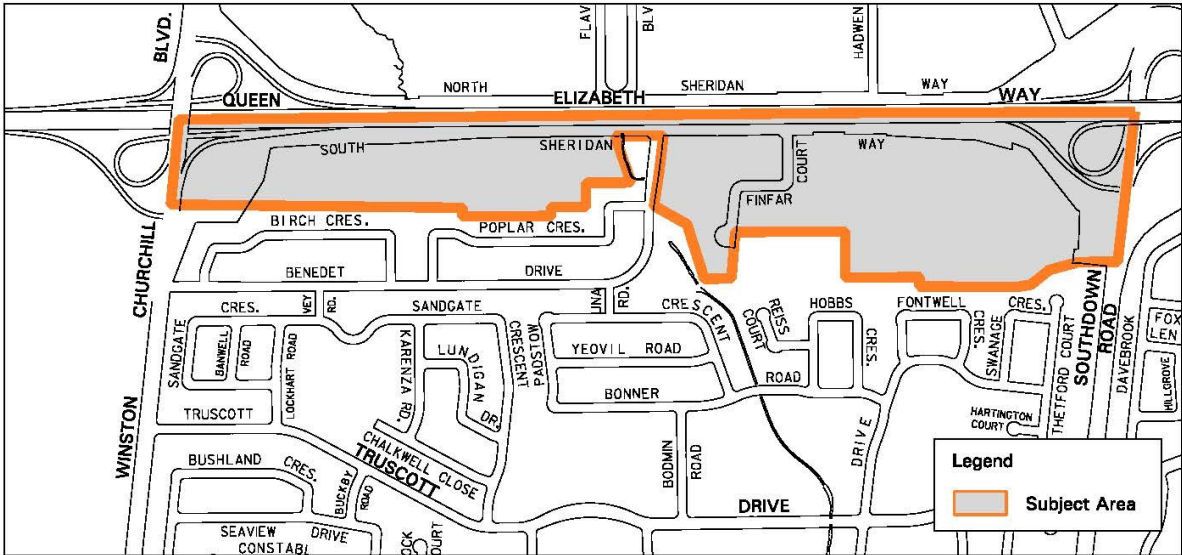 BLVD.
FLAV
BLV
HADWEN
NORTH
SHERIDAN
WAY
QUEEN
ELIZABETH
WAY
SOUTH
SHERIDAN
COURT
WAY
FINFAR
BIRCH CRES.
POPLAR CRES.
BENEDET
DRIVE
WINSTON
CHURCHILL
SANDGATE
CRES.
VEY
RD.
SANDGATE
CRESCENT
PADSTOW
INA
RD.
CRESCENT
REISS
COURT
HOBBS
CRES.
FONTWELL
CRES.
SWANAGE
CRES.
THETFORD COURT
SOUTHDOWN
ROAD
DAVEBROOK
FOX
LEN
HILLGROVE
BANWELL
ROAD
LOCKHART ROAD
KARENZA RD.
LUNDIGAN
DR.
YEOVIL ROAD
BONNER
ROAD
TRUSCOTT
CHALKWELL CLOSE
TRUSCOTT
DRIVE
BODMIN
ROAD
DRIVE
HARTINGTON
COURT
BUSHLAND
CRES.
BUCKBY
ROAD
SEAVIEW
DRIVE
CONSTABL
OCK
COURT
Legend
Subject Area